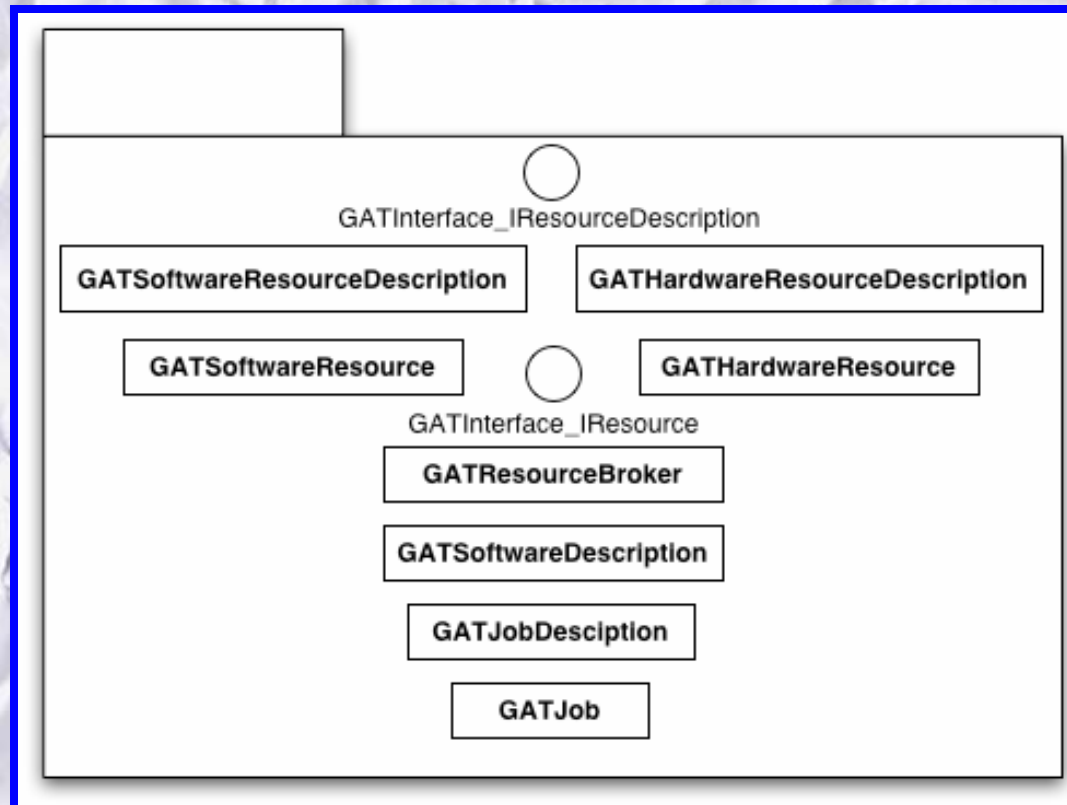 GATInterface_IResourceDescription
GATSoftwareResourceDescription
GATHardwareResourceDescription
GATSoftwareResource
GATHardwareResource
GATInterface_IResource
GATResourceBroker
GATSoftwareDescription
GATJobDesciption
GATJob